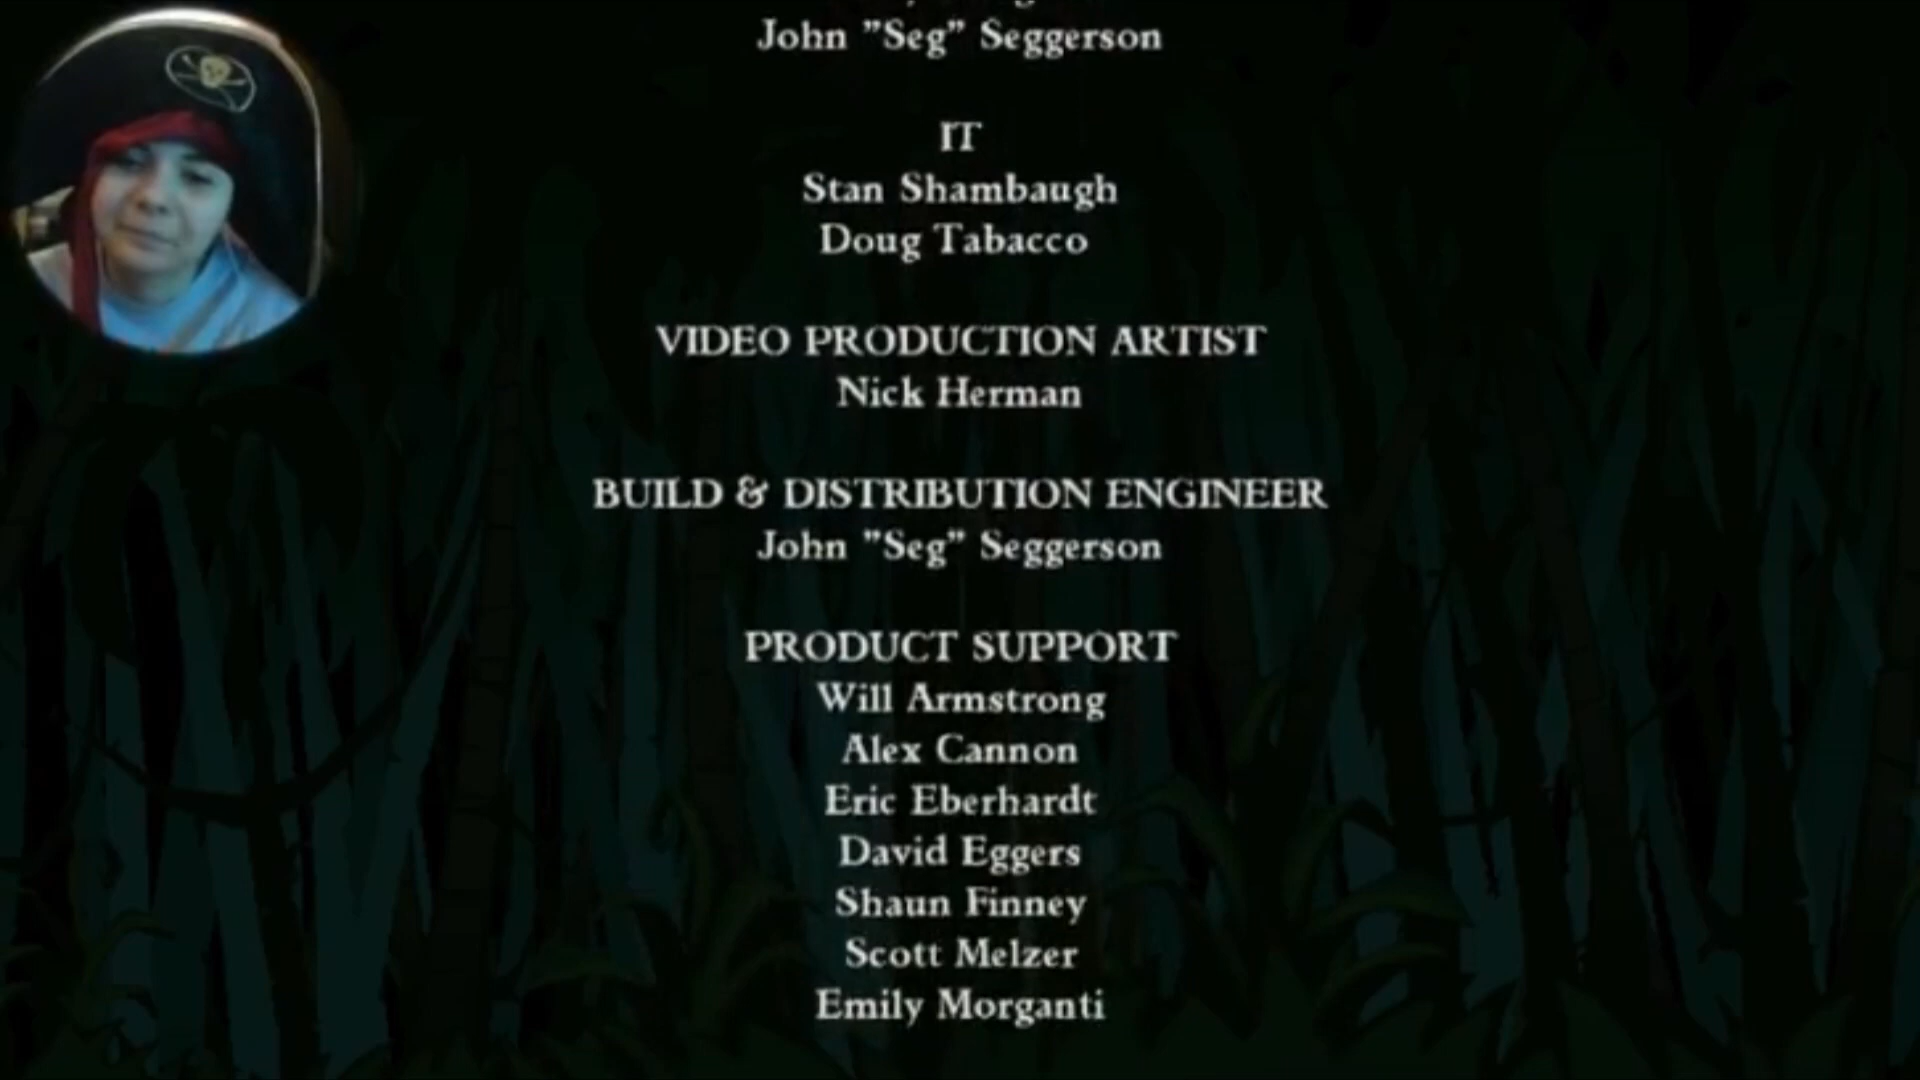 John ”Seg” Seggerson
IT
Stan Shambaugh
Doug Tabacco
VIDEO PRODUCTION ARTIST
Nick Herman
BUILD & DISTRIBUTION ENGINEER
John ”Seg” Seggerson
PRODUCT SUPPORT
Will Armstrong
Alex Cannon
Eric Eberhardt
David Eggers
Shaun Finney
Scott Melzer
Emily Morganti